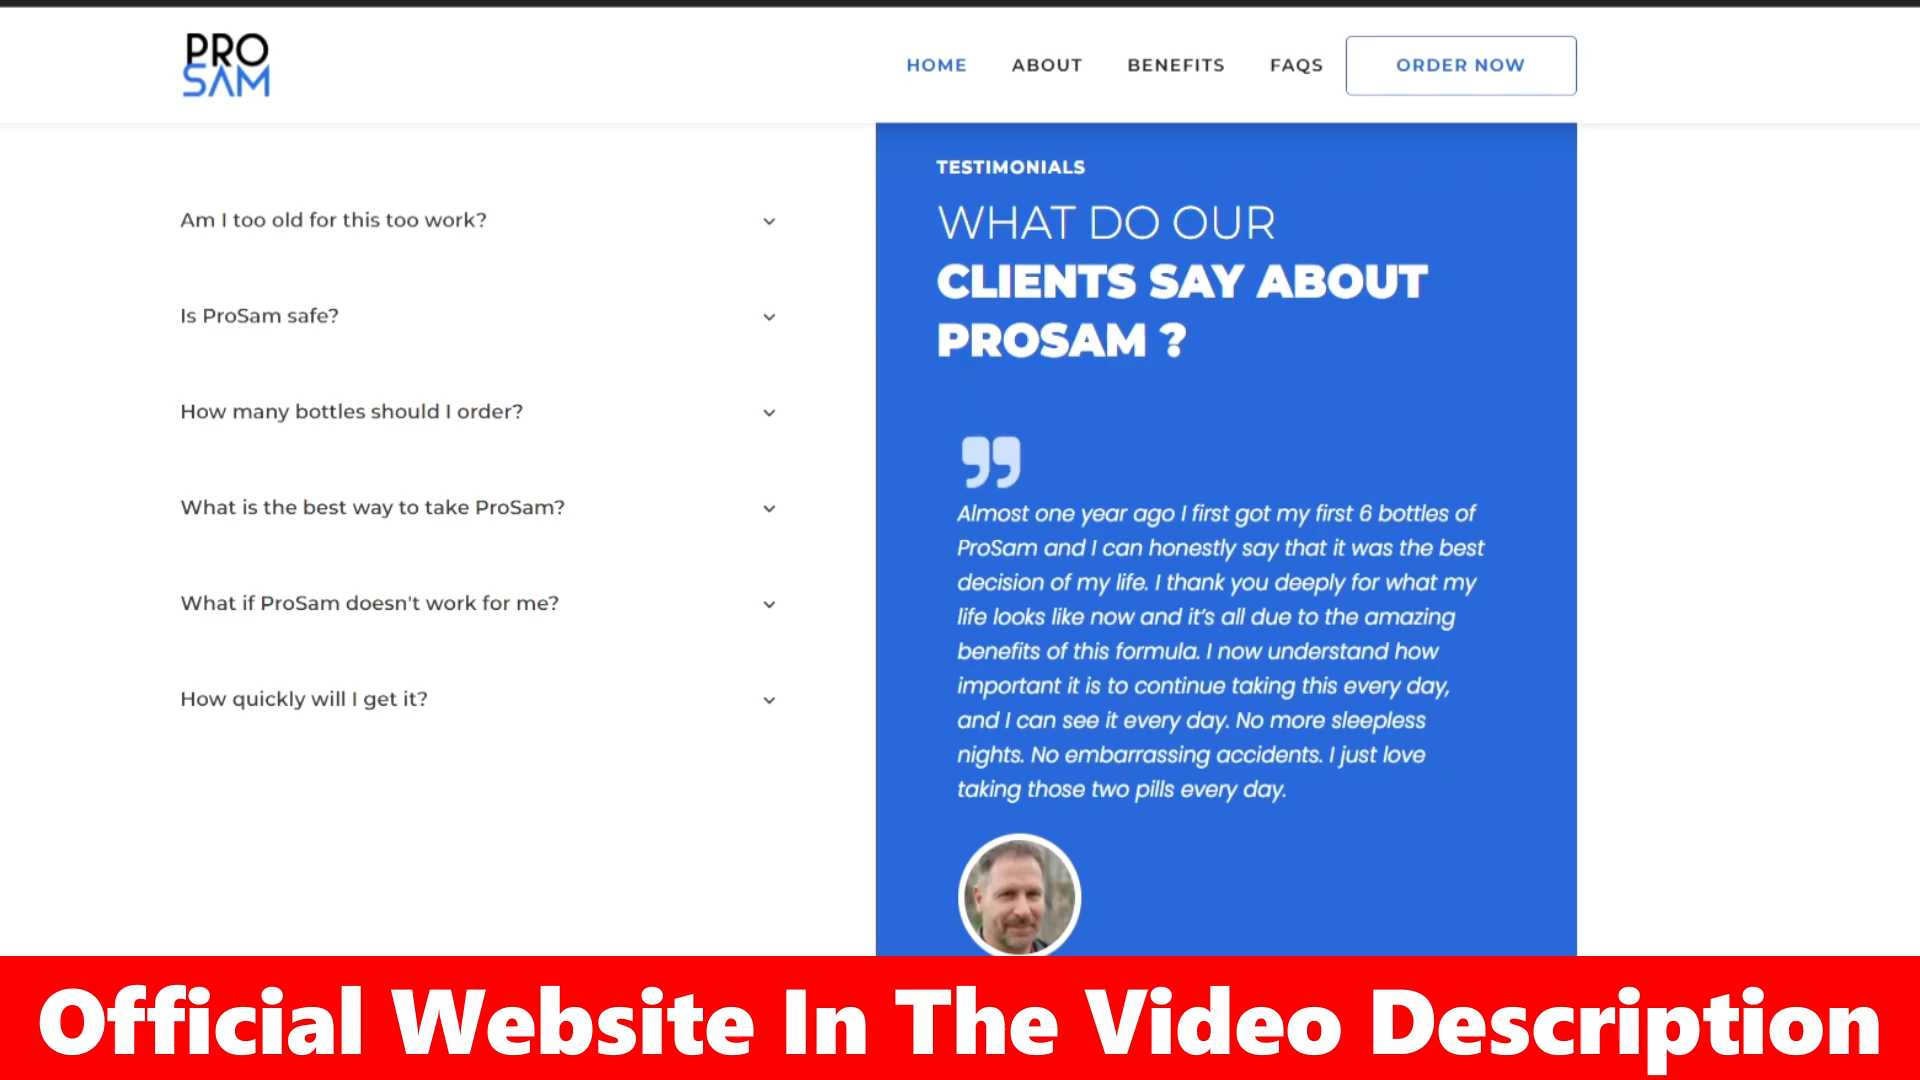 PRO
SAM
HOME ABOUT BENEFITS FAQS ORDER NOW
Am I too old for this too work?
Is ProSam safe?
How many bottles should I order?
What is the best way to take ProSam?
What if ProSam doesn't work for me?
How quickly will I get it?
TESTIMONIALS
WHAT DO OUR
CLIENTS SAY ABOUT
PROSAM ?
Almost one year ago I first got my first 6 bottles of
ProSam and I can honestly say that it was the best
decision of my life. I thank you deeply for what my
life looks like now and it’s all due to the amazing
benefits of this formula. I now understand how
important it is to continue taking this every day,
and I can see it every day. No more sleepless
nights. No embarrassing accidents. I just love
taking those two pills every day.
Official Website In The Video Description